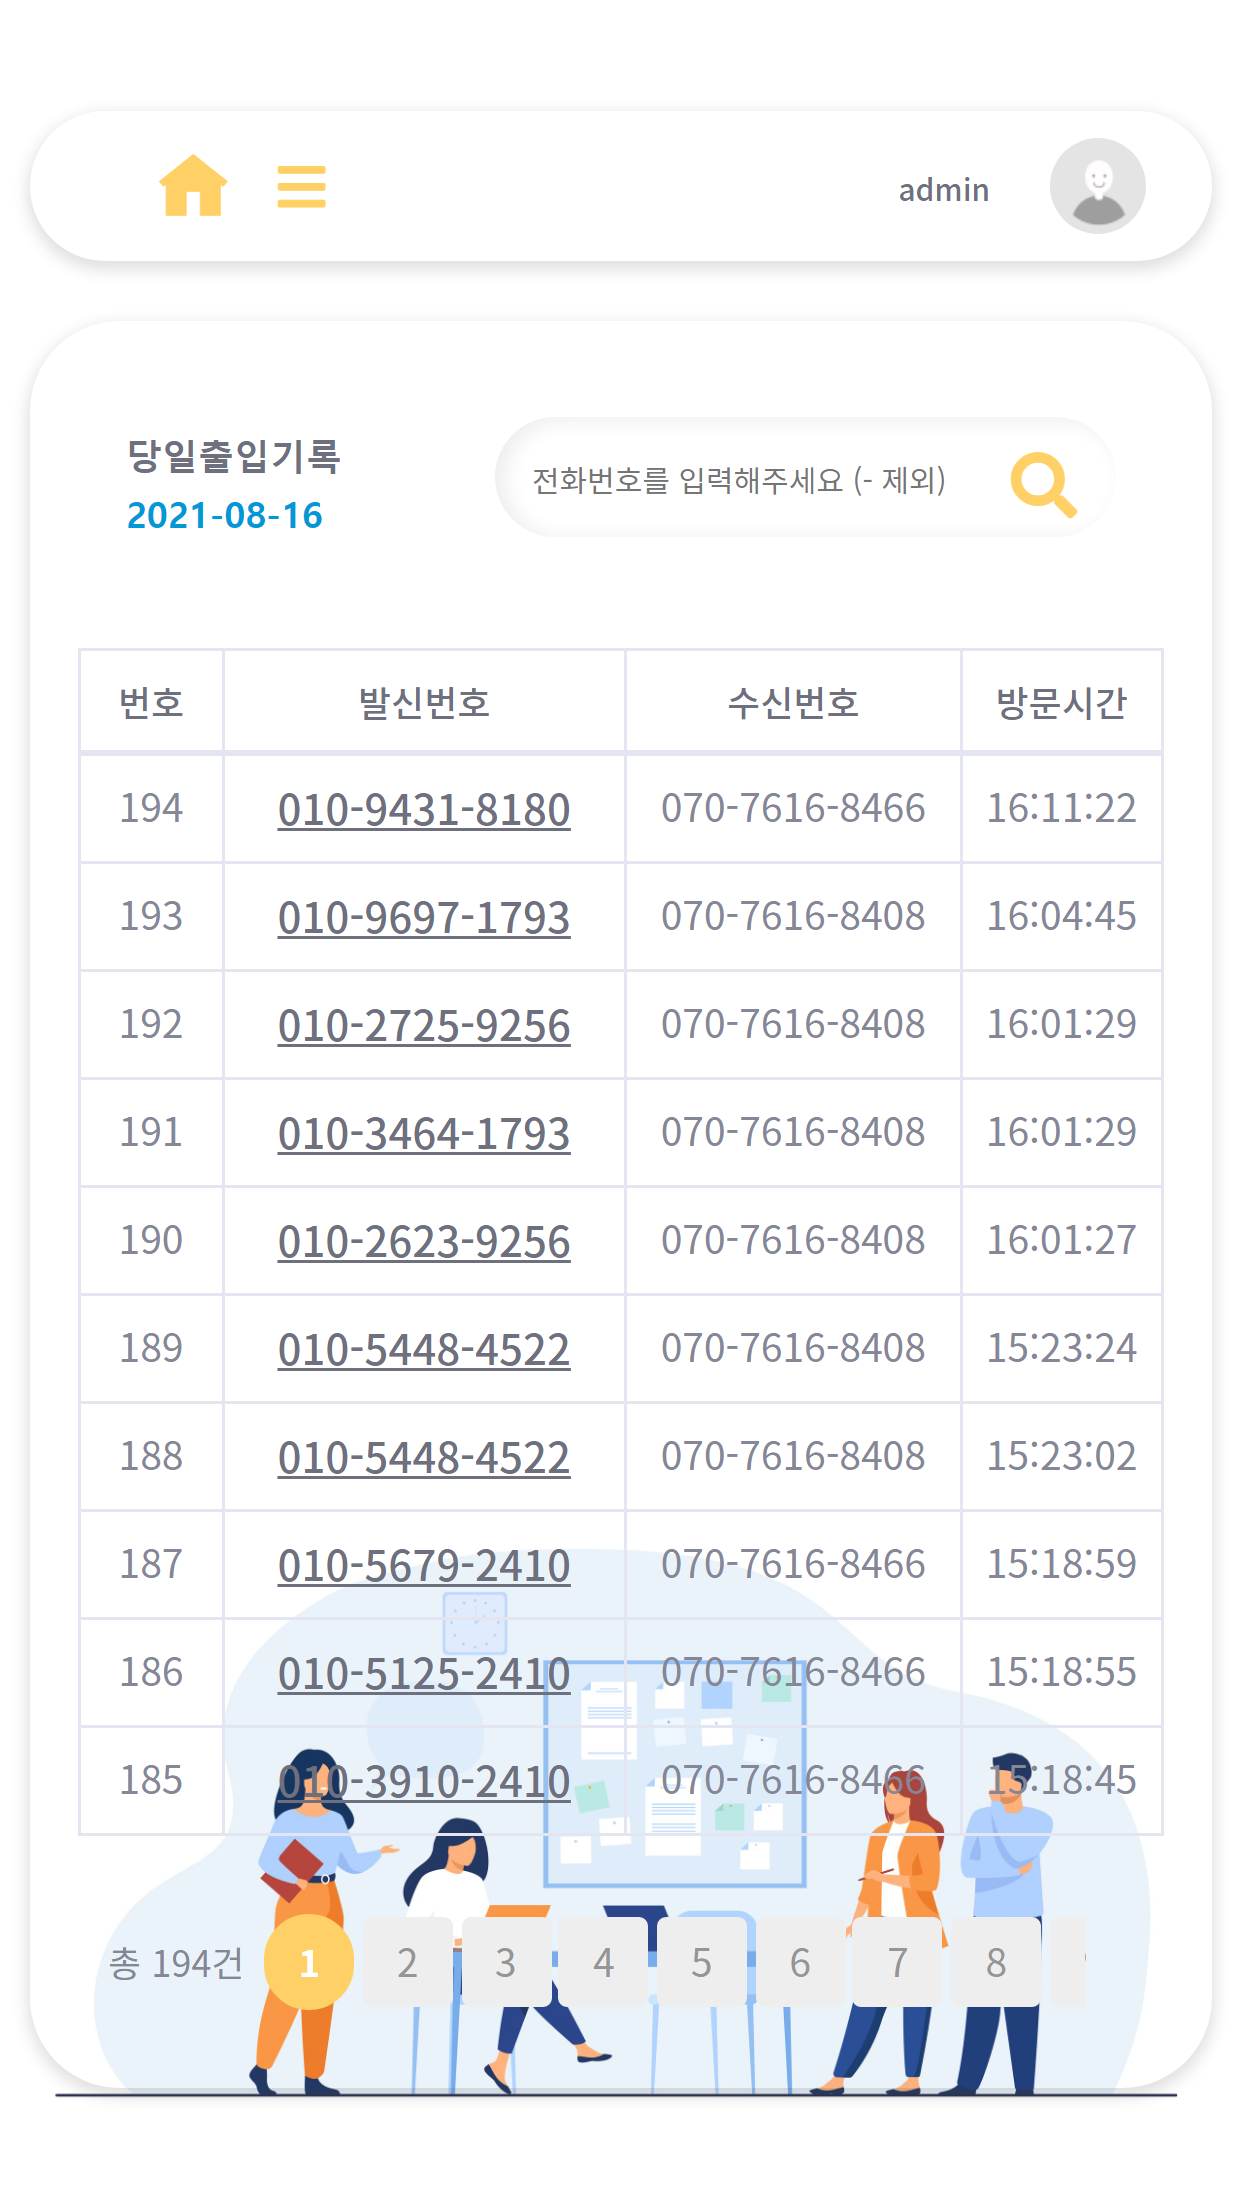 admin
당일출입기록
2021-08-16
전화번호를 입력해주세요 (- 제외)
번호 발신번호 수신번호 방문시간
194 010-9431-8180 070-7616-8466 16:11:22
193 010-9697-1793 070-7616-8408 16:04:45
192 010-2725-9256 070-7616-8408 16:01:29
191 010-3464-1793 070-7616-8408 16:01:29
190 010-2623-9256 070-7616-8408 16:01:27
189 010-5448-4522 070-7616-8408 15:23:24
188 010-5448-4522 070-7616-8408 15:23:02
187 010-5679-2410 070-7616-8466 15:18:59
186 010-5125-2410 070-7616-8466 15:18:55
185 010-3910-2410 070-7616-8466 15:18:45
총 194건 1 2 3 4 5 6 7 8